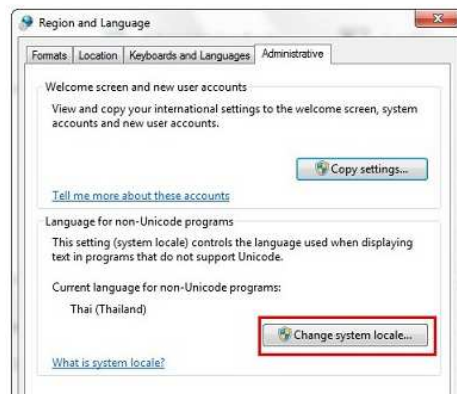 Region and Language
Formats Location Keyboards and Languages Administrative
Welcome screen and new user accounts
View and copy your international settings to the welcome screen, system
accounts and new user accounts.
Copy settings...
Tell me more about these accounts
Language for non-Unicode programs
This setting (system locale) controls the language used when displaying
text in programs that do not support Unicode.
Current language for non-Unicode programs:
Thai (Thailand)
Change system locale...
What is system locale?